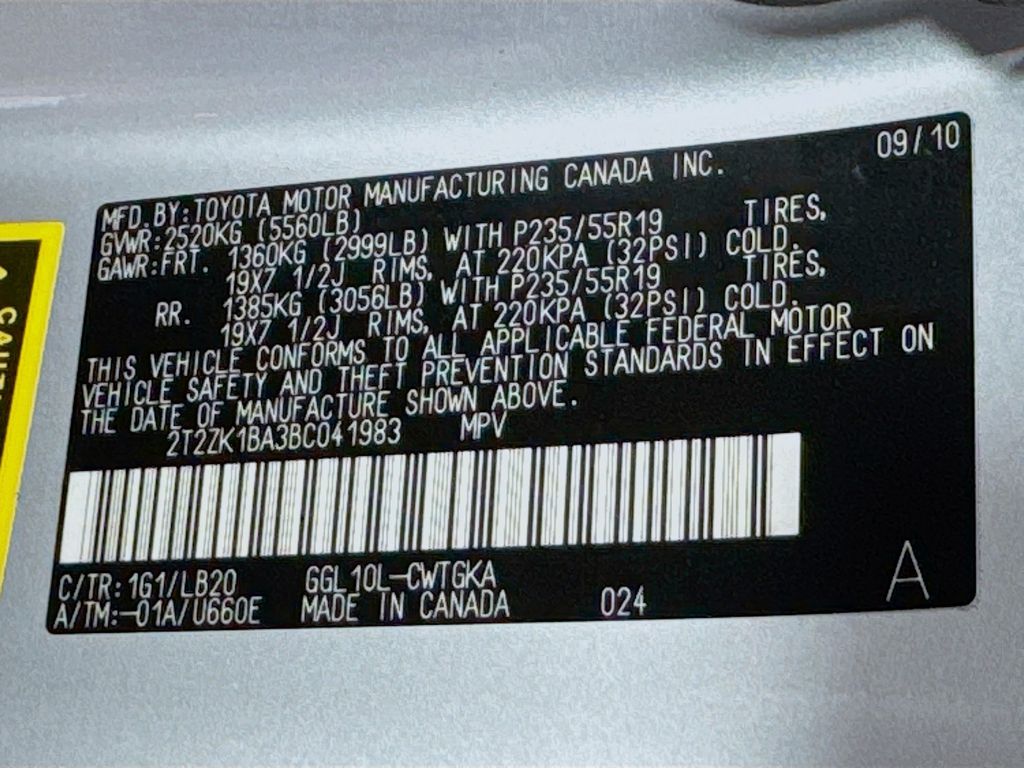 09/10
MFD. BY: TOYOTA MOTOR MANUFACTURING CANADA INC.
GVWR: 2520KG (5560LB)
GAWR: FRT. 1360KG (2999LB) WITH P235/55R19 TIRES,
19X7 1/2J RIMS, AT 220KPA (32PSI) COLD.
RR. 1385KG (3056LB) WITH P235/55R19 TIRES,
19X7 1/2J RIMS, AT 220KPA (32PSI) COLD.
THIS VEHICLE CONFORMS TO ALL APPLICABLE FEDERAL MOTOR
VEHICLE SAFETY AND THEFT PREVENTION STANDARDS IN EFFECT ON
THE DATE OF MANUFACTURE SHOWN ABOVE.
2T2ZK1BA3BC041983 MPV
C/TR: 1G1/LB20 GGL10L-CWTGKA
A/TM: -01A/U660E MADE IN CANADA 024 A